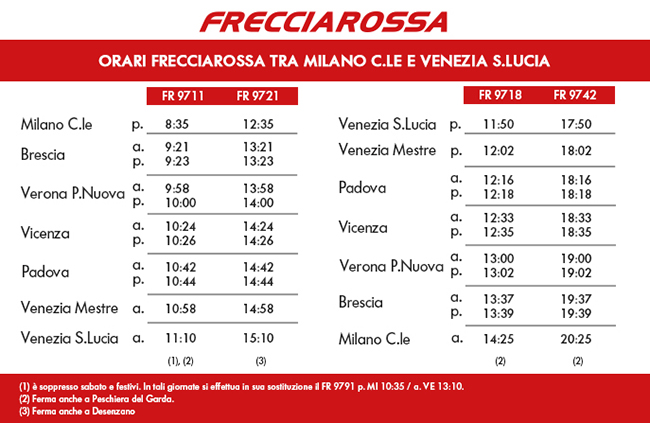 FRECCIAROSSA
ORARI FRECCIAROSSA TRA MILANO C.LE E VENEZIA S.LUCIA
FR 9711 FR 9721
Milano C.le p. 8:35 12:35
Brescia a. 9:21 13:21
p. 9:23 13:23
Verona P.Nuova a. 9:58 13:58
p. 10:00 14:00
Vicenza a. 10:24 14:24
p. 10:26 14:26
Padova a. 10:42 14:42
p. 10:44 14:44
Venezia Mestre a. 10:58 14:58
Venezia S.Lucia a. 11:10 15:10
(1), (2) (3)
FR 9718 FR 9742
Venezia S.Lucia p. 11:50 17:50
Venezia Mestre p. 12:02 18:02
Padova a. 12:16 18:16
p. 12:18 18:18
Vicenza a. 12:33 18:33
p. 12:35 18:35
Verona P.Nuova a. 13:00 19:00
p. 13:02 19:02
Brescia a. 13:37 19:37
p. 13:39 19:39
Milano C.le a. 14:25 20:25
(2) (2)
(1) è soppresso sabato e festivi. In tali giornate si effettua in sua sostituzione il FR 9791 p. MI 10:35 / a. VE 13:10.
(2) Ferma anche a Peschiera del Garda.
(3) Ferma anche a Desenzano